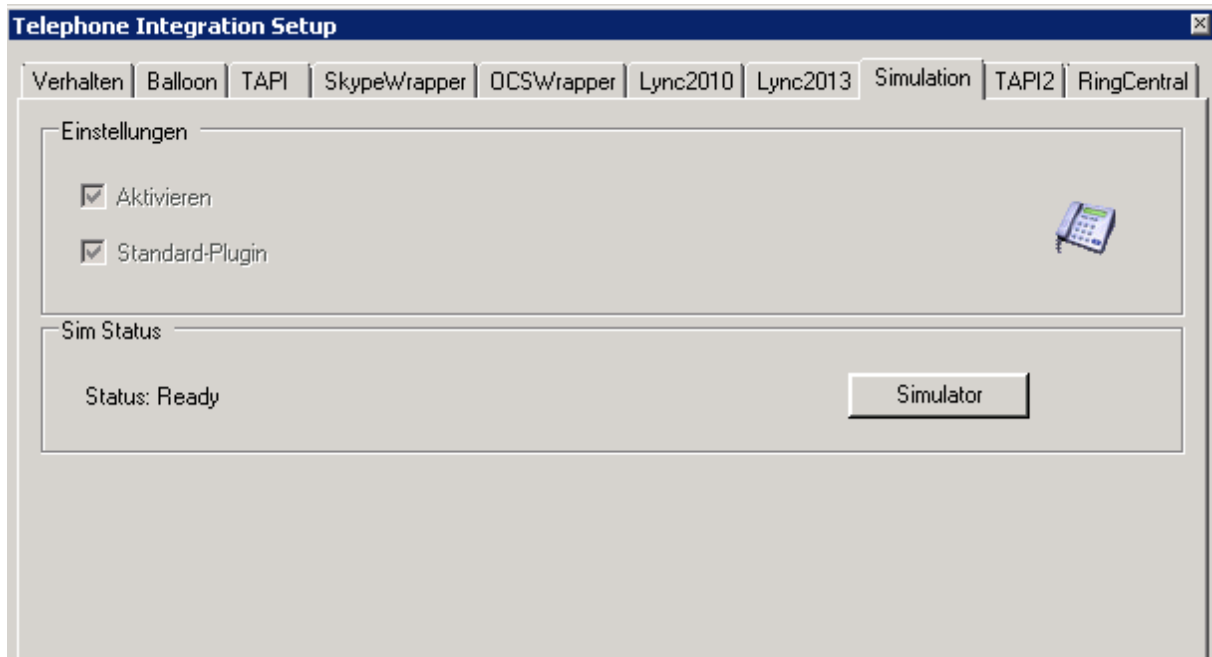 Telephone Integration Setup
Verhalten Balloon TAPI SkypeWrapper OCSWrapper Lync2010 Lync2013 Simulation TAPI2 RingCentral
Einstellungen
Aktivieren
Standard-Plugin
Sim Status
Status: Ready Simulator